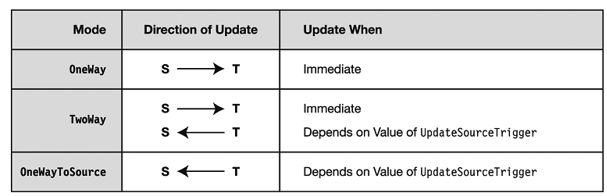 Mode Direction of Update Update When
OneWay S T Immediate
TwoWay S T Immediate
S T Depends on Value of UpdateSourceTrigger
OneWayToSource S T Depends on Value of UpdateSourceTrigger